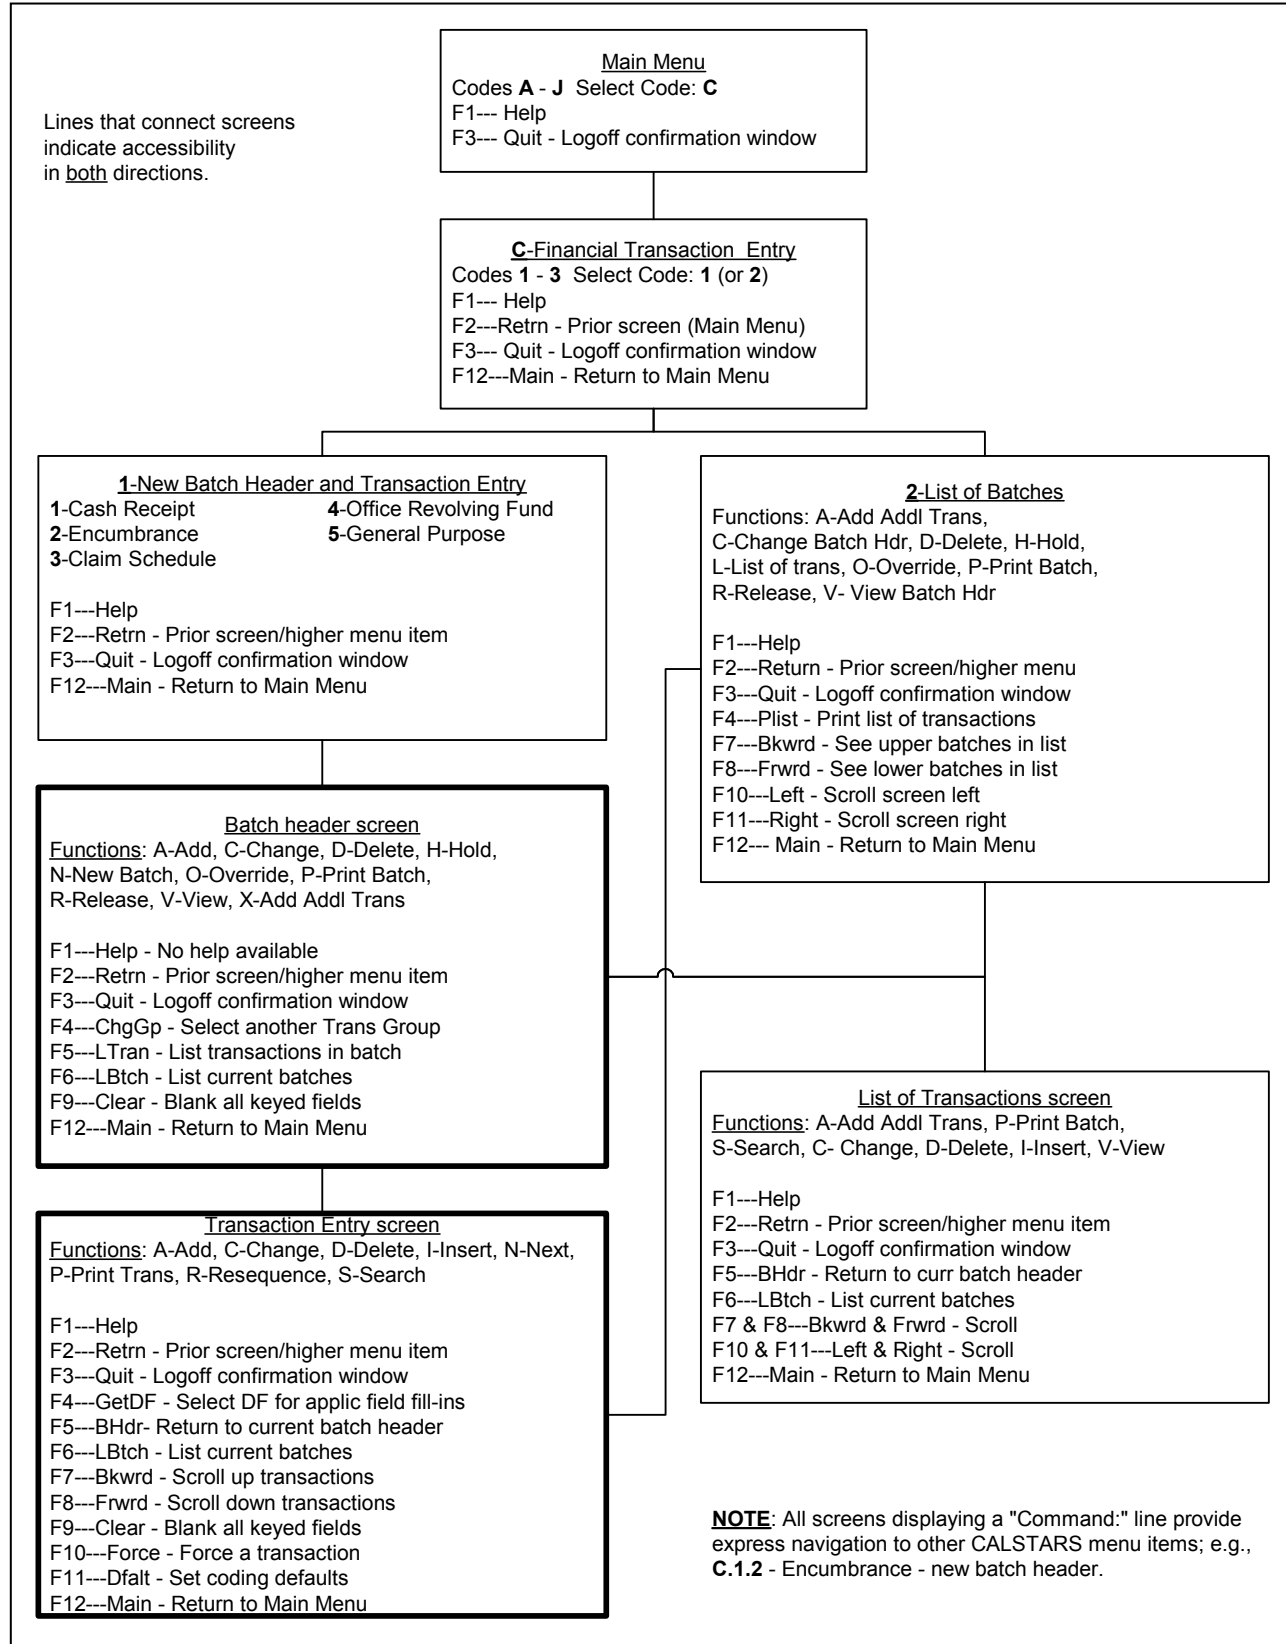 Main Menu
Codes A - J  Select Code: C
F1--- Help
F3--- Quit - Logoff confirmation window
Lines that connect screens
indicate accessibility
in both directions.
C-Financial Transaction  Entry
Codes 1 - 3  Select Code: 1 (or 2)
F1--- Help
F2---Retrn - Prior screen (Main Menu)
F3--- Quit - Logoff confirmation window
F12---Main - Return to Main Menu
1-New Batch Header and Transaction Entry
1-Cash Receipt 4-Office Revolving Fund
2-Encumbrance 5-General Purpose
3-Claim Schedule
F1---Help
F2---Retrn - Prior screen/higher menu item
F3---Quit - Logoff confirmation window
F12---Main - Return to Main Menu
2-List of Batches
Functions: A-Add Addl Trans,
C-Change Batch Hdr, D-Delete, H-Hold,
L-List of trans, O-Override, P-Print Batch,
R-Release, V- View Batch Hdr
F1---Help
F2---Return - Prior screen/higher menu
F3---Quit - Logoff confirmation window
F4---Plist - Print list of transactions
F7---Bkwrd - See upper batches in list
F8---Frwrd - See lower batches in list
F10---Left - Scroll screen left
F11---Right - Scroll screen right
F12--- Main - Return to Main Menu
Batch header screen
Functions: A-Add, C-Change, D-Delete, H-Hold,
N-New Batch, O-Override, P-Print Batch,
R-Release, V-View, X-Add Addl Trans
F1---Help - No help available
F2---Retrn - Prior screen/higher menu item
F3---Quit - Logoff confirmation window
F4---ChgGp - Select another Trans Group
F5---LTran - List transactions in batch
F6---LBtch - List current batches
F9---Clear - Blank all keyed fields
F12---Main - Return to Main Menu
List of Transactions screen
Functions: A-Add Addl Trans, P-Print Batch,
S-Search, C- Change, D-Delete, I-Insert, V-View
F1---Help
F2---Retrn - Prior screen/higher menu item
F3---Quit - Logoff confirmation window
F5---BHdr - Return to curr batch header
F6---LBtch - List current batches
F7 & F8---Bkwrd & Frwrd - Scroll
F10 & F11---Left & Right - Scroll
F12---Main - Return to Main Menu
Transaction Entry screen
Functions: A-Add, C-Change, D-Delete, I-Insert, N-Next,
P-Print Trans, R-Resequence, S-Search
F1---Help
F2---Retrn - Prior screen/higher menu item
F3---Quit - Logoff confirmation window
F4---GetDF - Select DF for applic field fill-ins
F5---BHdr- Return to current batch header
F6---LBtch - List current batches
F7---Bkwrd - Scroll up transactions
F8---Frwrd - Scroll down transactions
F9---Clear - Blank all keyed fields
F10---Force - Force a transaction
F11---Dfalt - Set coding defaults
F12---Main - Return to Main Menu
NOTE: All screens displaying a "Command:" line provide
express navigation to other CALSTARS menu items; e.g.,
C.1.2 - Encumbrance - new batch header.